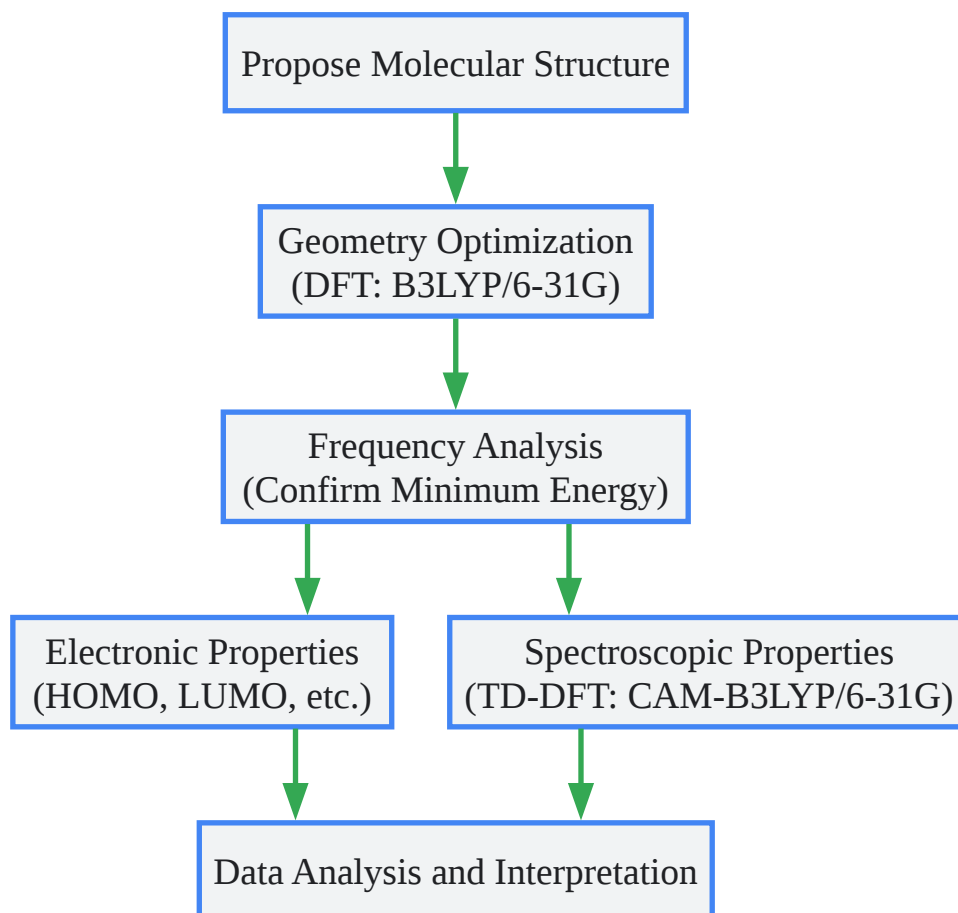 Propose Molecular Structure
Geometry Optimization
(DFT: B3LYP/6-31G)
Frequency Analysis
(Confirm Minimum Energy)
Electronic Properties
(HOMO, LUMO, etc.)
Spectroscopic Properties
(TD-DFT: CAM-B3LYP/6-31G)
Data Analysis and Interpretation